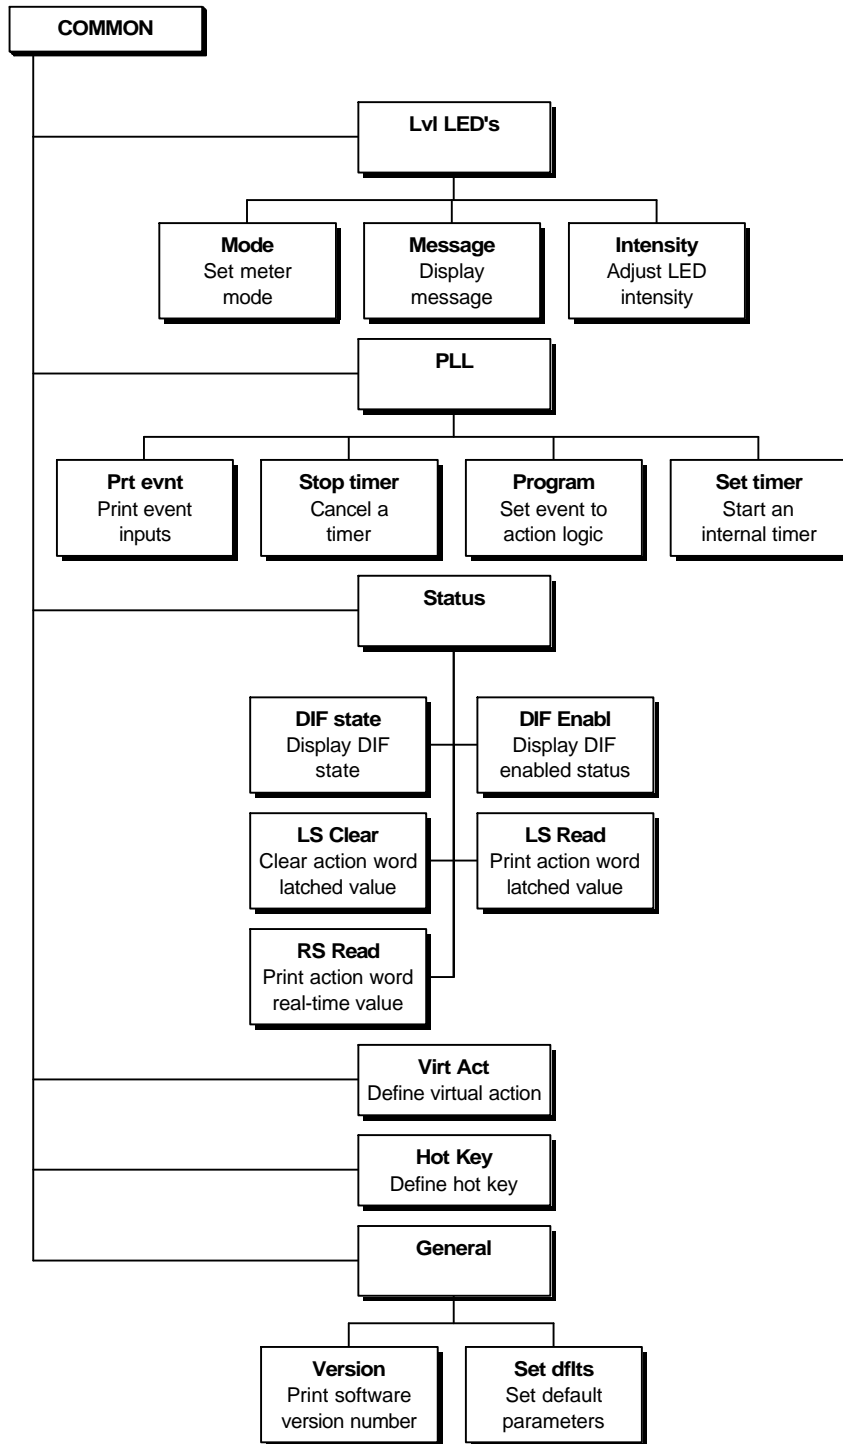 COMMON
Lvl LED's
Mode
Set meter
mode
Message
Display
message
Intensity
Adjust LED
intensity
PLL
Prt evnt
Print event
inputs
Stop timer
Cancel a
timer
Program
Set event to
action logic
Set timer
Start an
internal timer
Status
DIF state
Display DIF
state
DIF Enabl
Display DIF
enabled status
LS Clear
Clear action word
latched value
LS Read
Print action word
latched value
RS Read
Print action word
real-time value
Virt Act
Define virtual action
Hot Key
Define hot key
General
Version
Print software
version number
Set dflts
Set default
parameters